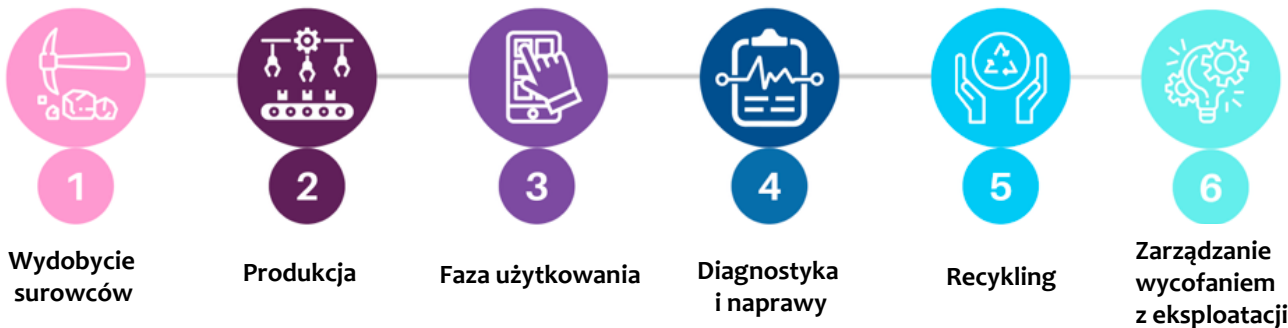 1
2
3
4
5
6
Wydobycie
surowców
Produkcja
Faza użytkowania
Diagnostyka
i naprawy
Recykling
Zarządzanie
wycofaniem
z eksploatacji